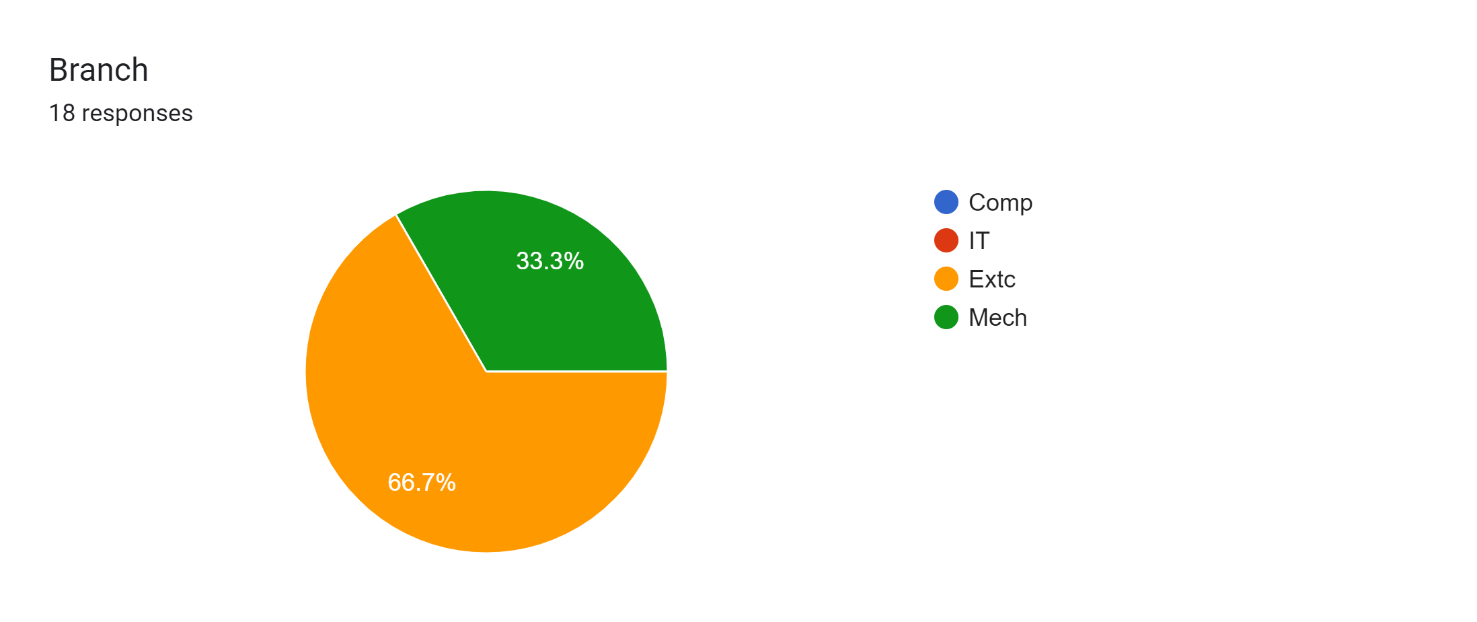 Branch
18 responses
33.3%
66.7%
Comp
IT
Extc
Mech